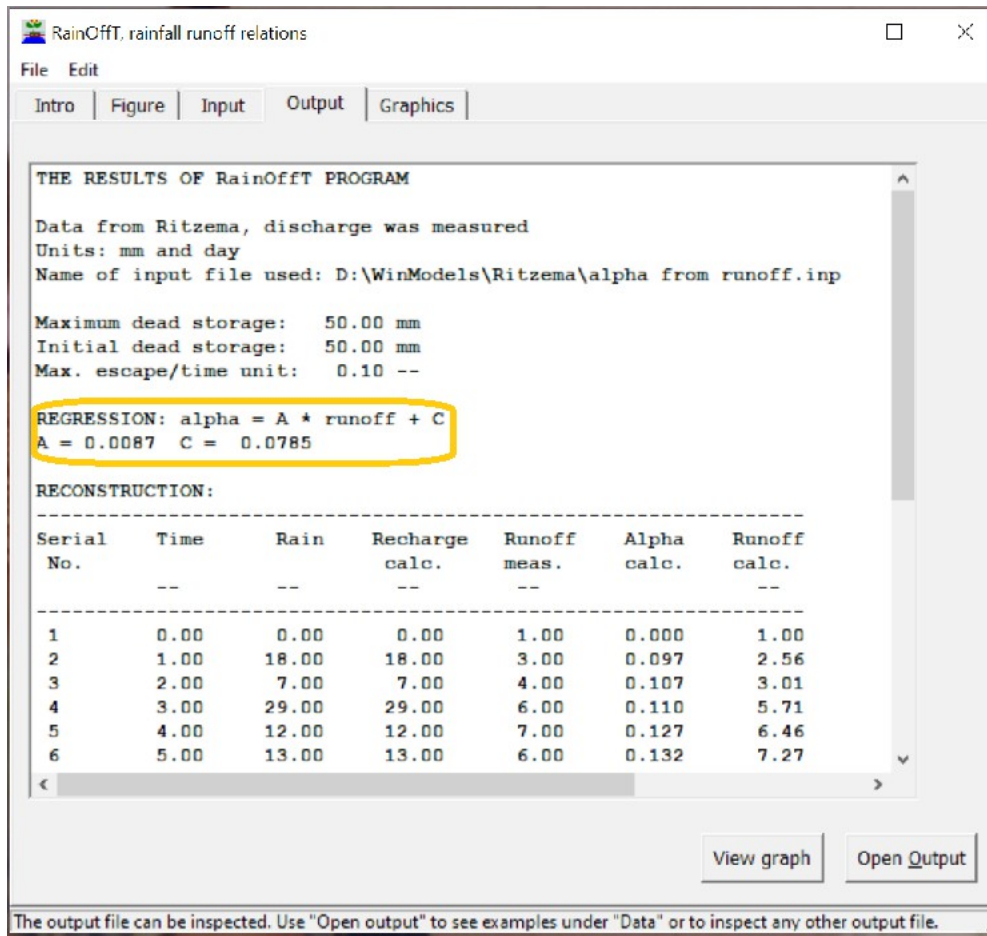 RainOffT, rainfall runoff relations
File Edit
Intro Figure Input Output Graphics
THE RESULTS OF RainOffT PROGRAM
Data from Ritzema, discharge was measured
Units: mm and day
Name of input file used: D:\WinModels\Ritzema\alpha from runoff.inp
Maximum dead storage: 50.00 mm
Initial dead storage: 50.00 mm
Max. escape/time unit: 0.10 --
REGRESSION: alpha = A * runoff + C
A = 0.0087 C = 0.0785
RECONSTRUCTION:
--------------------------------------------------------------
Serial Time Rain Recharge Runoff Alpha Runoff
No. calc. meas. calc. calc.
-- -- -- -- --
--------------------------------------------------------------
1 0.00 0.00 0.00 1.00 0.000 1.00
2 1.00 18.00 18.00 3.00 0.097 2.56
3 2.00 7.00 7.00 4.00 0.107 3.01
4 3.00 29.00 29.00 6.00 0.110 5.71
5 4.00 12.00 12.00 7.00 0.127 6.46
6 5.00 13.00 13.00 6.00 0.132 7.27
View graph Open Output
The output file can be inspected. Use "Open output" to see examples under "Data" or to inspect any other output file.